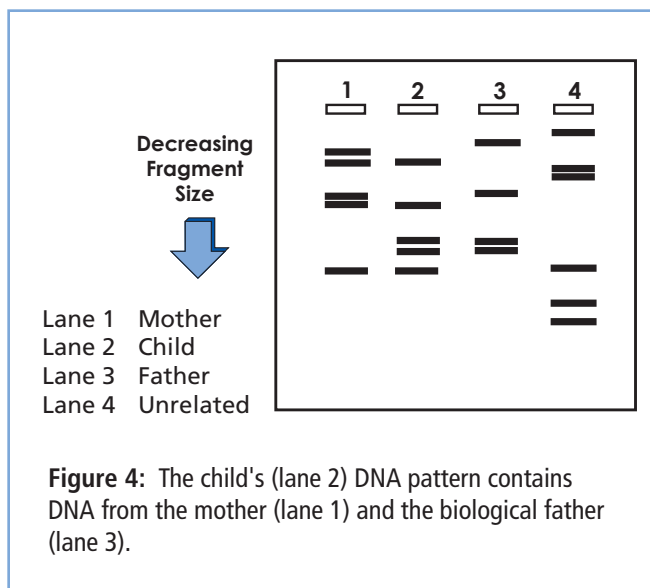 1 2 3 4
Decreasing
Fragment
Size
Lane 1 Mother
Lane 2 Child
Lane 3 Father
Lane 4 Unrelated
Figure 4: The child's (lane 2) DNA pattern contains
DNA from the mother (lane 1) and the biological father
(lane 3).